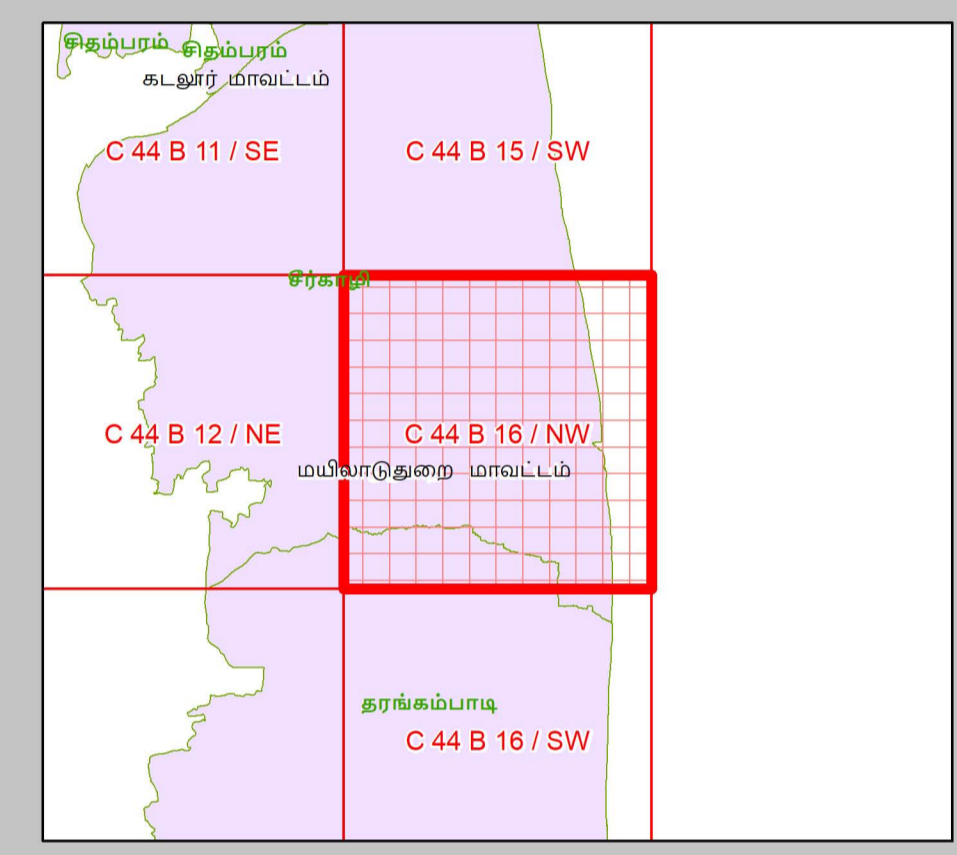 சிதம்பரம்
சிதம்பரம்
கடலூர் மாவட்டம்
C 44 B 11 / SE
C 44 B 15 / SW
சீர்காழி
C 44 B 12 / NE
C 44 B 16 / NW
மயிலாடுதுறை மாவட்டம்
தரங்கம்பாடி
C 44 B 16 / SW